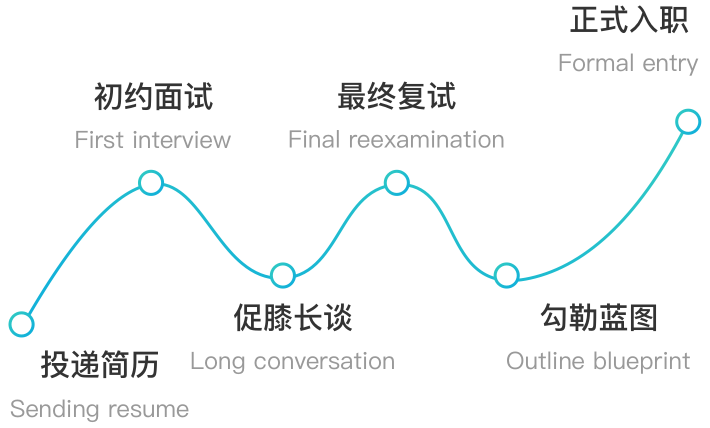 正式入职
Formal entry
初约面试
First interview
最终复试
Final reexamination
促膝长谈
Long conversation
勾勒蓝图
Outline blueprint
投递简历
Sending resume